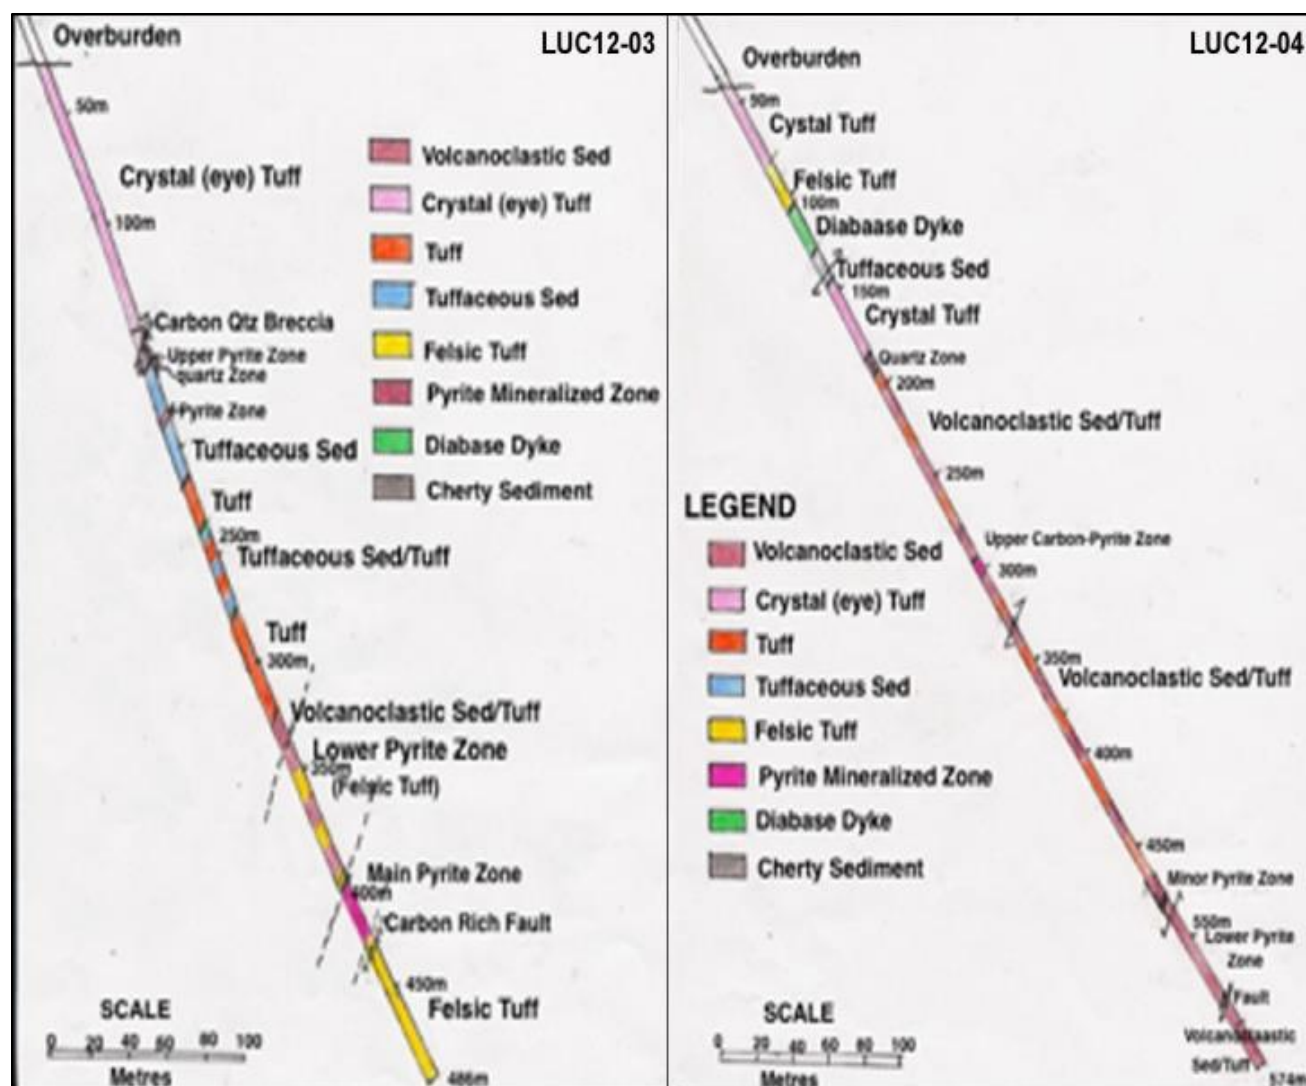 Overburden
LUC12-03
50m
Crystal (eye) Tuff
100m
Carbon Qtz Breccia
Upper Pyrite Zone
quartz Zone
Pyrite Zone
Tuffaceous Sed
Tuff
250m
Tuffaceous Sed/Tuff
Tuff
300m
Volcanoclastic Sed/Tuff
Lower Pyrite Zone
350m
(Felsic Tuff)
Main Pyrite Zone
400m
Carbon Rich Fault
450m
Felsic Tuff
486m
Volcanoclastic Sed
Crystal (eye) Tuff
Tuff
Tuffaceous Sed
Felsic Tuff
Pyrite Mineralized Zone
Diabase Dyke
Cherty Sediment
SCALE
0 20 40 60 80 100
Metres
LUC12-04
Overburden
50m
Cystal Tuff
Felsic Tuff
100m
Diabaase Dyke
Tuffaceous Sed
150m
Crystal Tuff
Quartz Zone
200m
Volcanoclastic Sed/Tuff
250m
Upper Carbon-Pyrite Zone
300m
350m
Volcanoclastic Sed/Tuff
400m
450m
Minor Pyrite Zone
550m
Lower Pyrite
Zone
Fault
Volcanoclaastic
Sed/Tuff
574m
LEGEND
Volcanoclastic Sed
Crystal (eye) Tuff
Tuff
Tuffaceous Sed
Felsic Tuff
Pyrite Mineralized Zone
Diabase Dyke
Cherty Sediment
SCALE
0 20 40 60 80 100
Metres